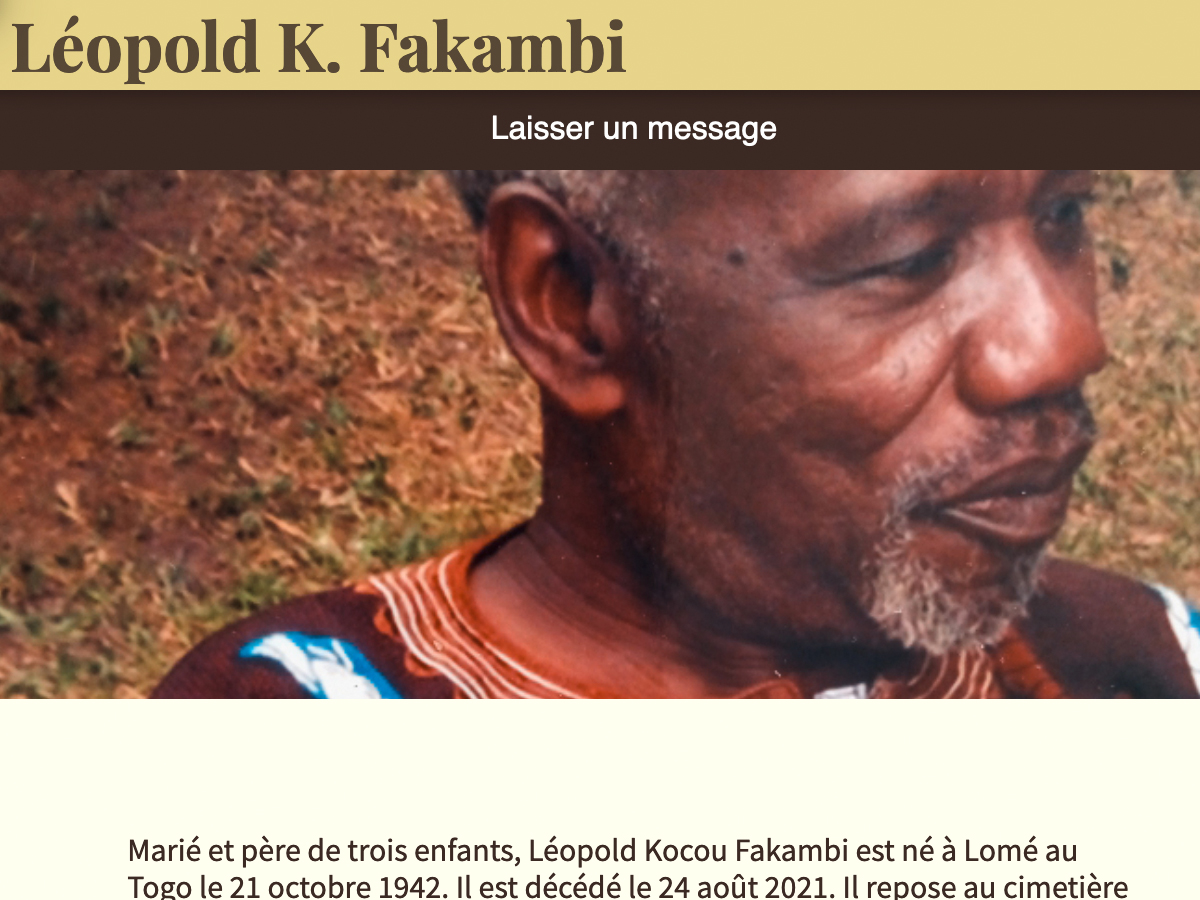 Léopold K. Fakambi
Laisser un message
Marié et père de trois enfants, Léopold Kocou Fakambi est né à Lomé au
Togo le 21 octobre 1942. Il est décédé le 24 août 2021. Il repose au cimetière